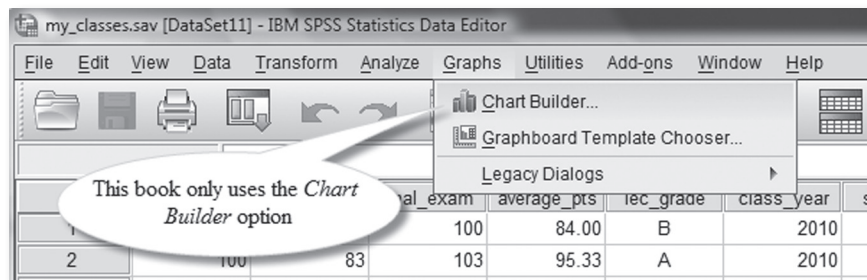 my_classes.sav [DataSet11] - IBM SPSS Statistics Data Editor
File Edit View Data Transform Analyze Graphs Utilities Add-ons Window Help
Chart Builder...
Graphboard Template Chooser...
Legacy Dialogs
This book only uses the Chart
Builder option
average_pts lec_grade class_year
1 100 84.00 B 2010
2 100 83 103 95.33 A 2010